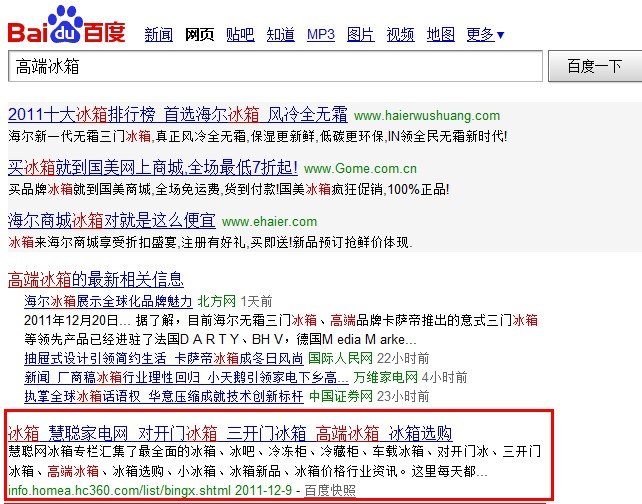 Baidu百度 新闻 网页 贴吧 知道 MP3 图片 视频 地图 更多▼
高端冰箱 百度一下
2011十大冰箱排行榜 首选海尔冰箱 风冷全无霜 www.haierwushuang.com
海尔新一代无霜三门冰箱,真正风冷全无霜,保湿更新鲜,低碳更环保,IN领全民无霜新时代!
买冰箱就到国美网上商城,全场最低7折起! www.Gome.com.cn
买品牌冰箱就到国美商城,全场免运费,货到付款!国美冰箱疯狂促销,100%正品!
海尔商城冰箱对就是这么便宜 www.ehaier.com
冰箱来海尔商城享受折扣盛宴,注册有好礼,买即送!新品预订抢鲜价体现.
高端冰箱的最新相关信息
海尔冰箱展示全球化品牌魅力 北方网 1天前
2011年12月20日... 据了解，目前海尔无霜三门冰箱、高端品牌卡萨帝推出的意式三门冰箱
等领先产品已经进驻了法国D A R T Y、BH V，德国M edia M arke...
抽屉式设计引领简约生活 卡萨帝冰箱成冬日风尚 国际人民网 22小时前
新闻 厂商稿冰箱行业理性回归 小天鹅引领家电下乡高... 万维家电网 4小时前
执掌全球冰箱话语权 华意压缩成就技术创新标杆 中国证券网 23小时前
冰箱_慧聪家电网_对开门冰箱_三开门冰箱_高端冰箱_冰箱选购
慧聪网冰箱专栏汇集了最全面的冰箱、冰吧、冷冻柜、冷藏柜、车载冰箱、对开门冰、三开门
冰箱、高端冰箱、冰箱选购、小冰箱、冰箱新品、冰箱价格行业资讯。这里每天都...
info.homea.hc360.com/list/bingx.shtml 2011-12-9 - 百度快照